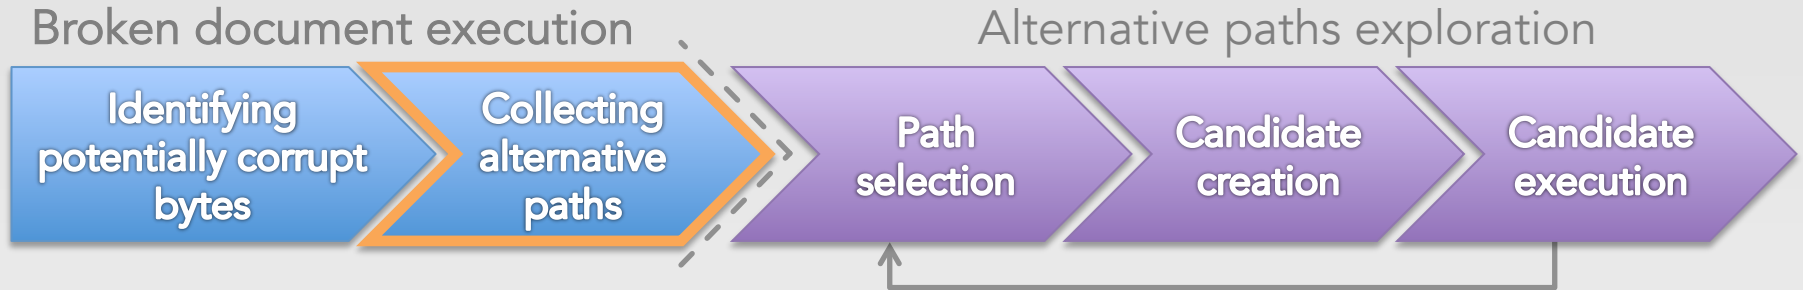 Broken document execution
Alternative paths exploration
Identifying
potentially corrupt
bytes
Collecting
alternative
paths
Path
selection
Candidate
creation
Candidate
execution